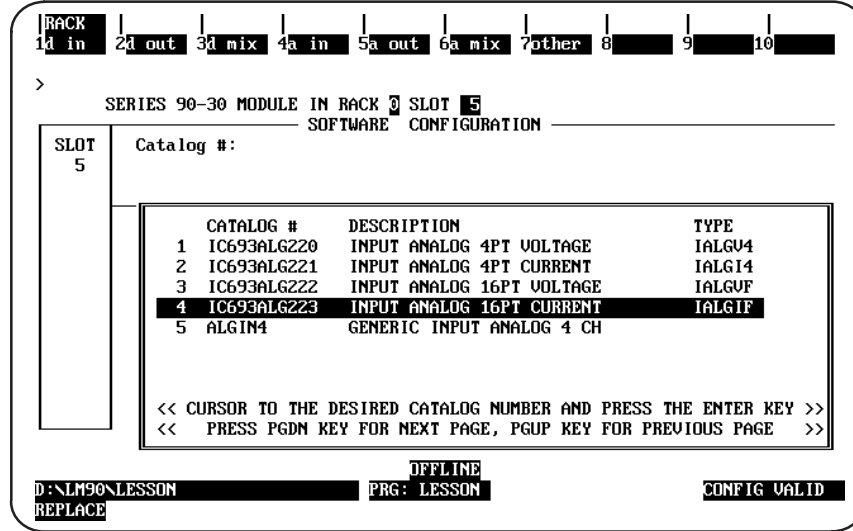 RACK
1d in 2d out 3d mix 4a in 5a out 6a mix 7other 8 9 10
>
SERIES 90-30 MODULE IN RACK 0 SLOT 5
SOFTWARE CONFIGURATION
SLOT Catalog #:
5
CATALOG # DESCRIPTION TYPE
1 IC693ALG220 INPUT ANALOG 4PT VOLTAGE IALGV4
2 IC693ALG221 INPUT ANALOG 4PT CURRENT IALGI4
3 IC693ALG222 INPUT ANALOG 16PT VOLTAGE IALGVF
4 IC693ALG223 INPUT ANALOG 16PT CURRENT IALGIF
5 ALGIN4 GENERIC INPUT ANALOG 4 CH
<< CURSOR TO THE DESIRED CATALOG NUMBER AND PRESS THE ENTER KEY >>
<< PRESS PGDN KEY FOR NEXT PAGE, PGUP KEY FOR PREVIOUS PAGE >>
OFFLINE
D:\LM90\LESSON PRG: LESSON CONFIG VALID
REPLACE